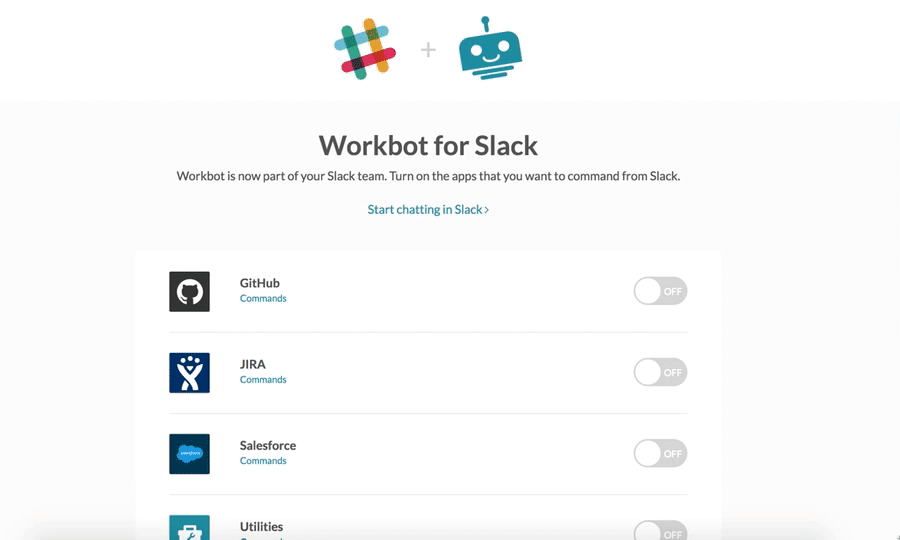 +
Workbot for Slack
Workbot is now part of your Slack team. Turn on the apps that you want to command from Slack.
Start chatting in Slack >
GitHub
Commands
OFF
JIRA
Commands
OFF
salesforce
Salesforce
Commands
OFF
Utilities
OFF